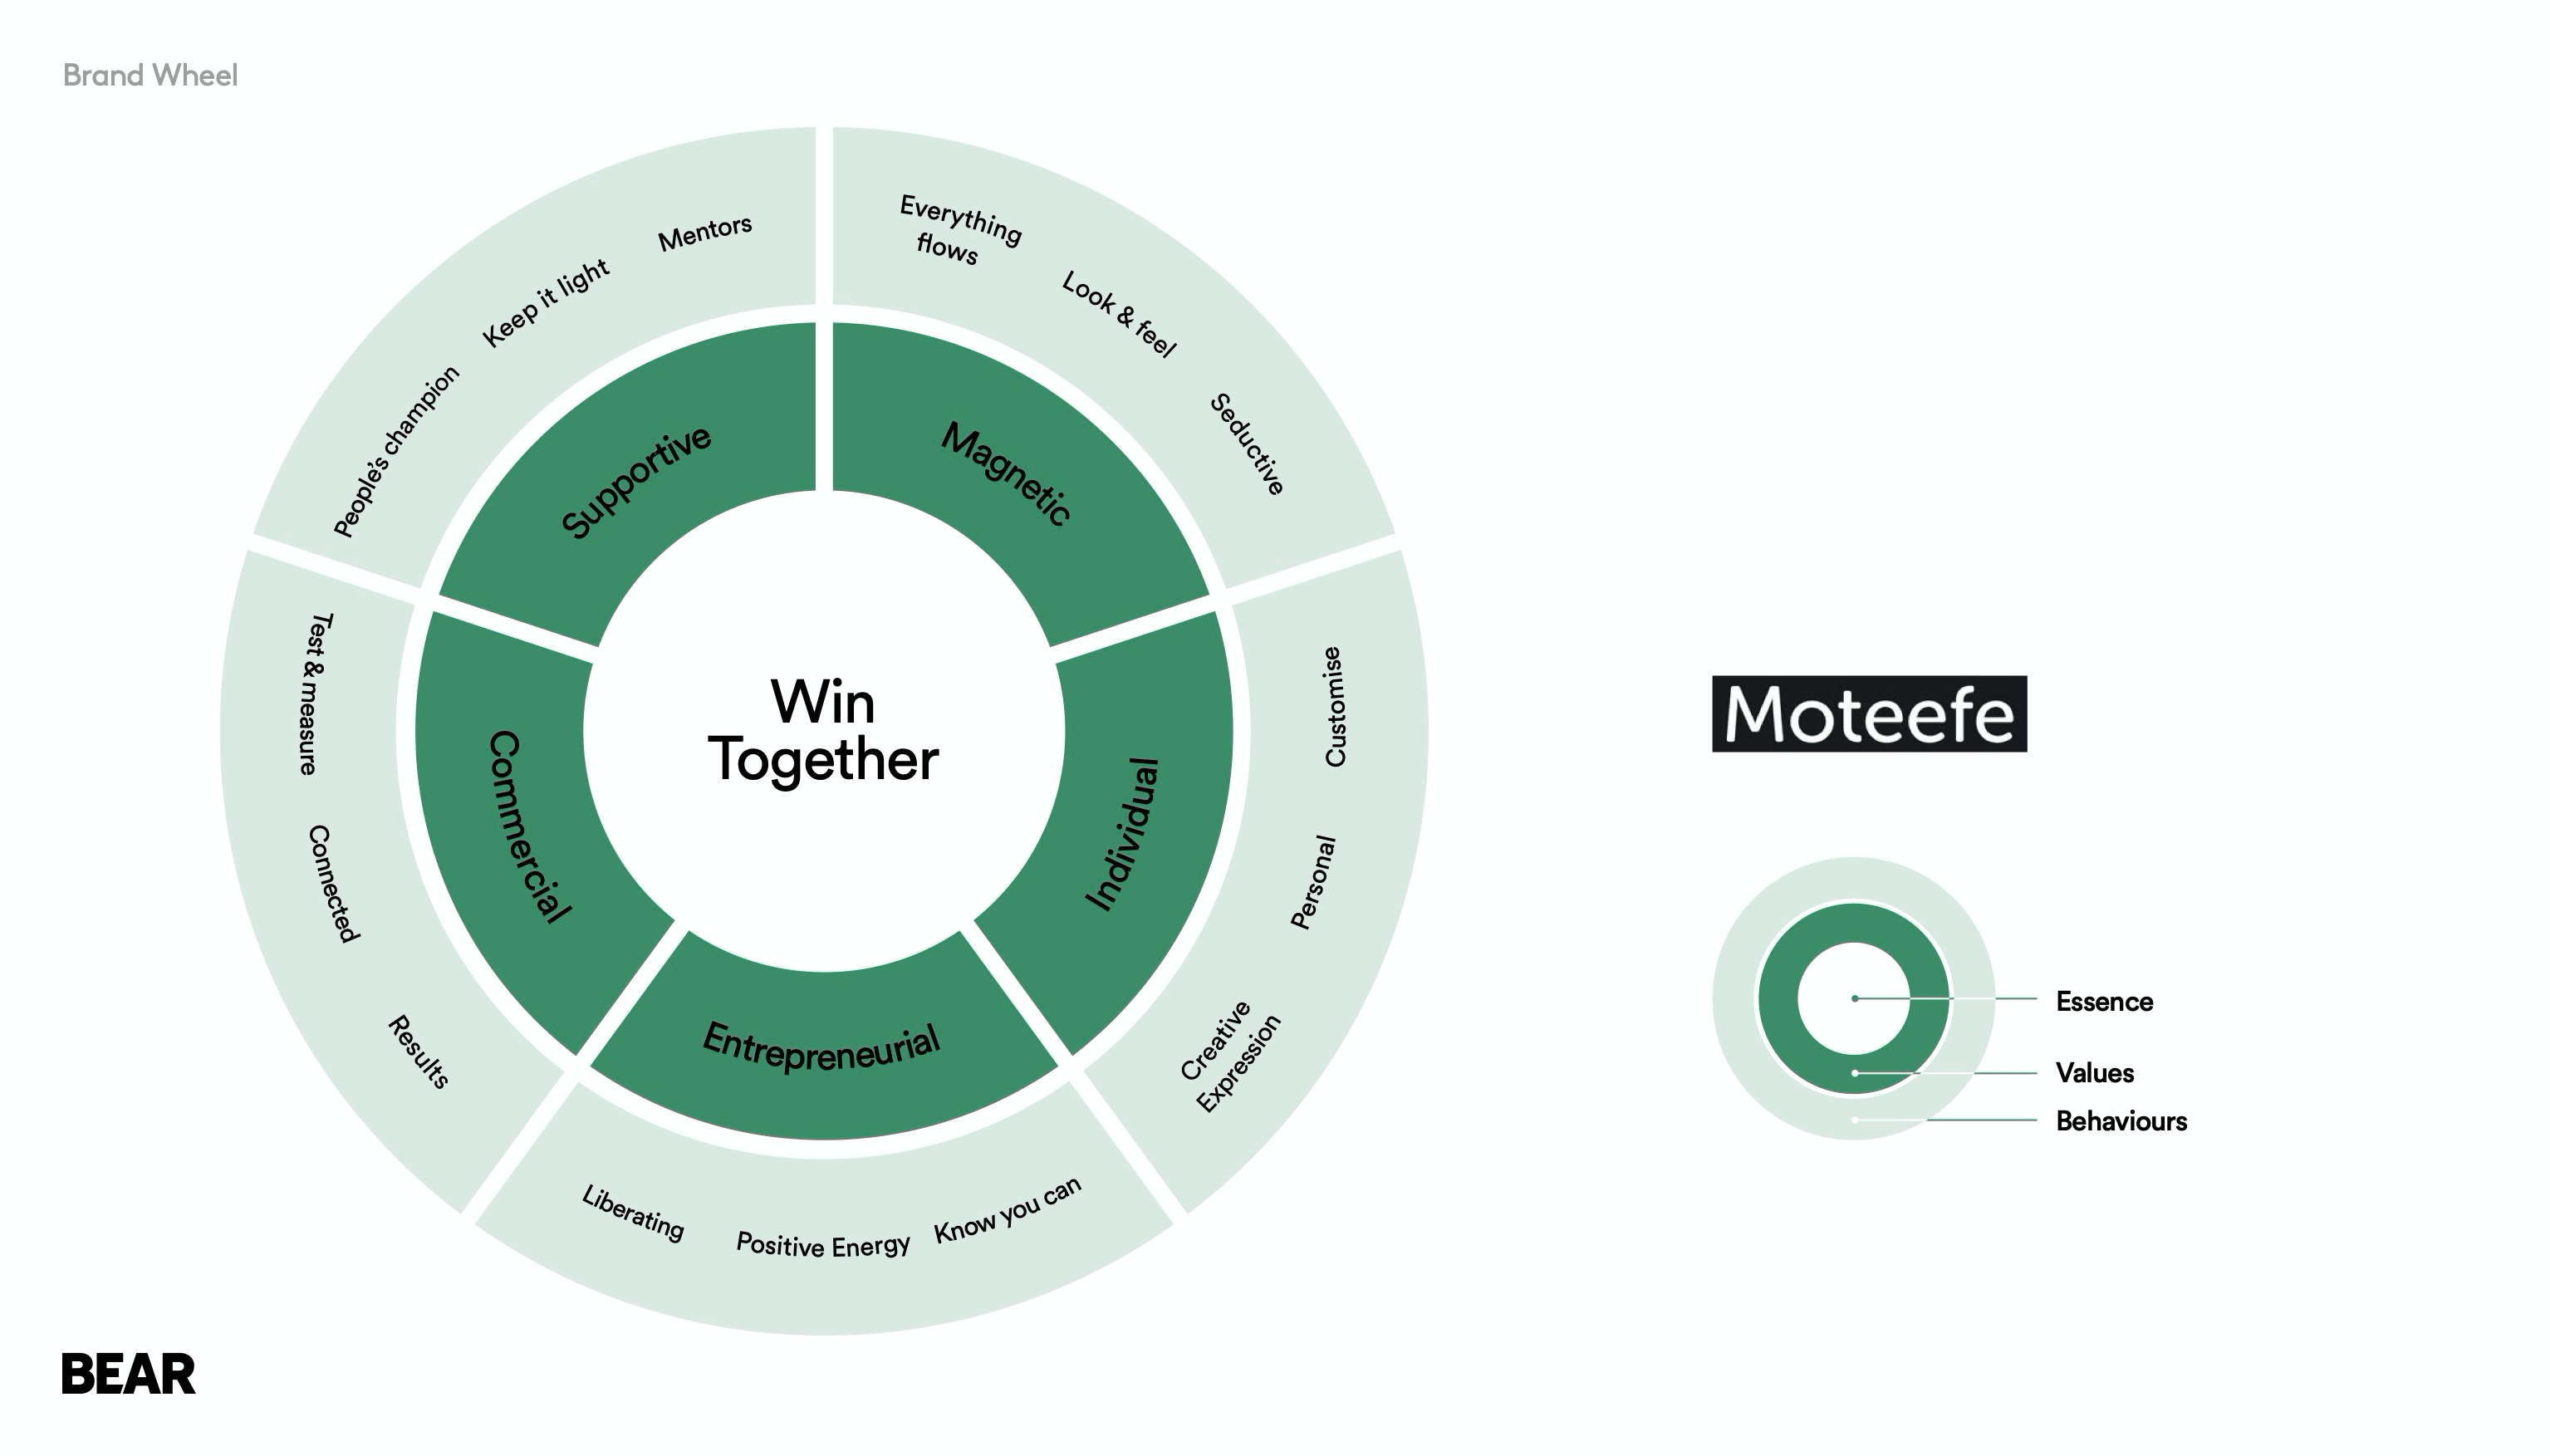 Brand Wheel
Everything
flows
Look & feel
Seductive
Customise
Personal
Creative
Expression
Know you can
Positive Energy
Liberating
Results
Connected
Test & measure
People's champion
Keep it light
Mentors
Supportive
Magnetic
Individual
Entrepreneurial
Commercial
Win
Together
Moteefe
Essence
Values
Behaviours
BEAR